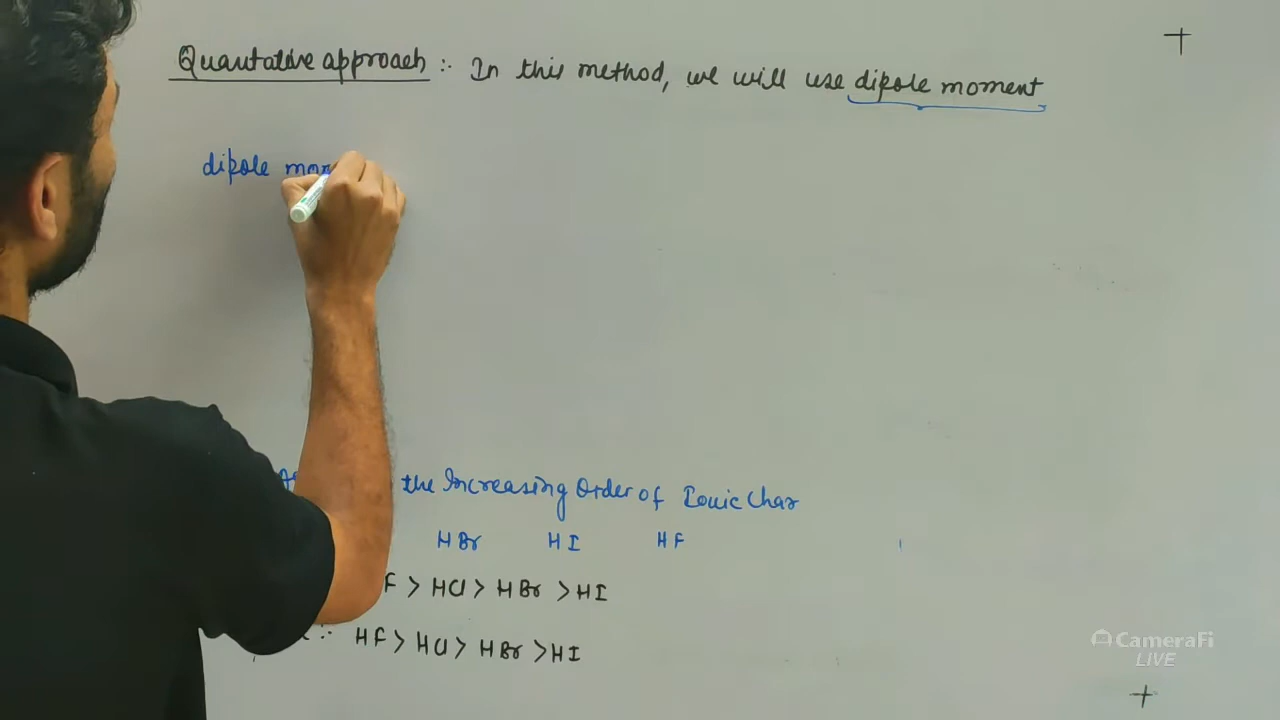 Quantative approach :- In this method, we will use dipole moment
dipole mom
the Increasing Order of Ionic Char
HBr HI HF
F > HCl > HBr > HI
:- HF > HCl > HBr > HI
CameraFi
LIVE